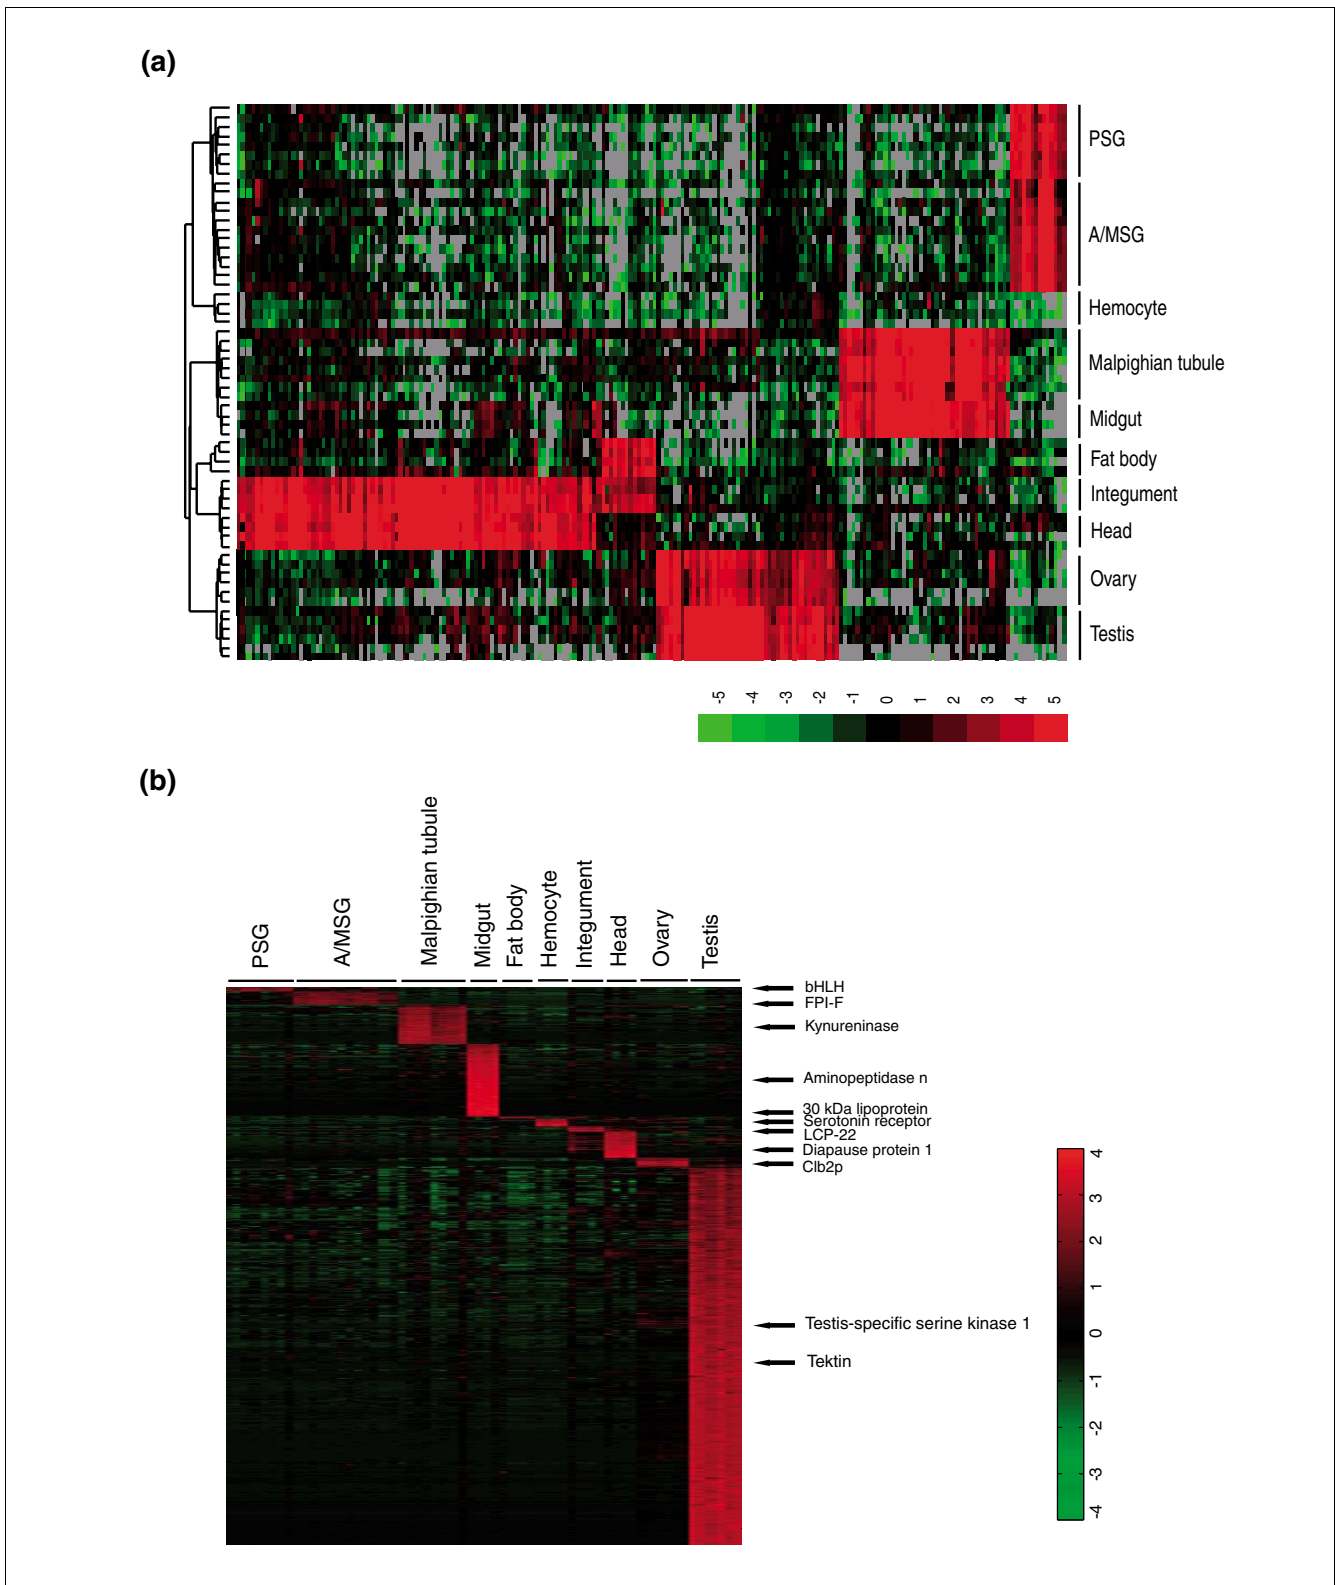 (a)
PSG
A/MSG
Hemocyte
Malpighian tubule
Midgut
Fat body
Integument
Head
Ovary
Testis
-5 -4 -3 -2 -1 0 1 2 3 4 5
(b)
PSG
A/MSG
Malpighian tubule
Midgut
Fat body
Hemocyte
Integument
Head
Ovary
Testis
bHLH
FPI-F
Kynureninase
Aminopeptidase n
30 kDa lipoprotein
Serotonin receptor
LCP-22
Diapause protein 1
Clb2p
Testis-specific serine kinase 1
Tektin
4
3
2
1
0
-1
-2
-3
-4